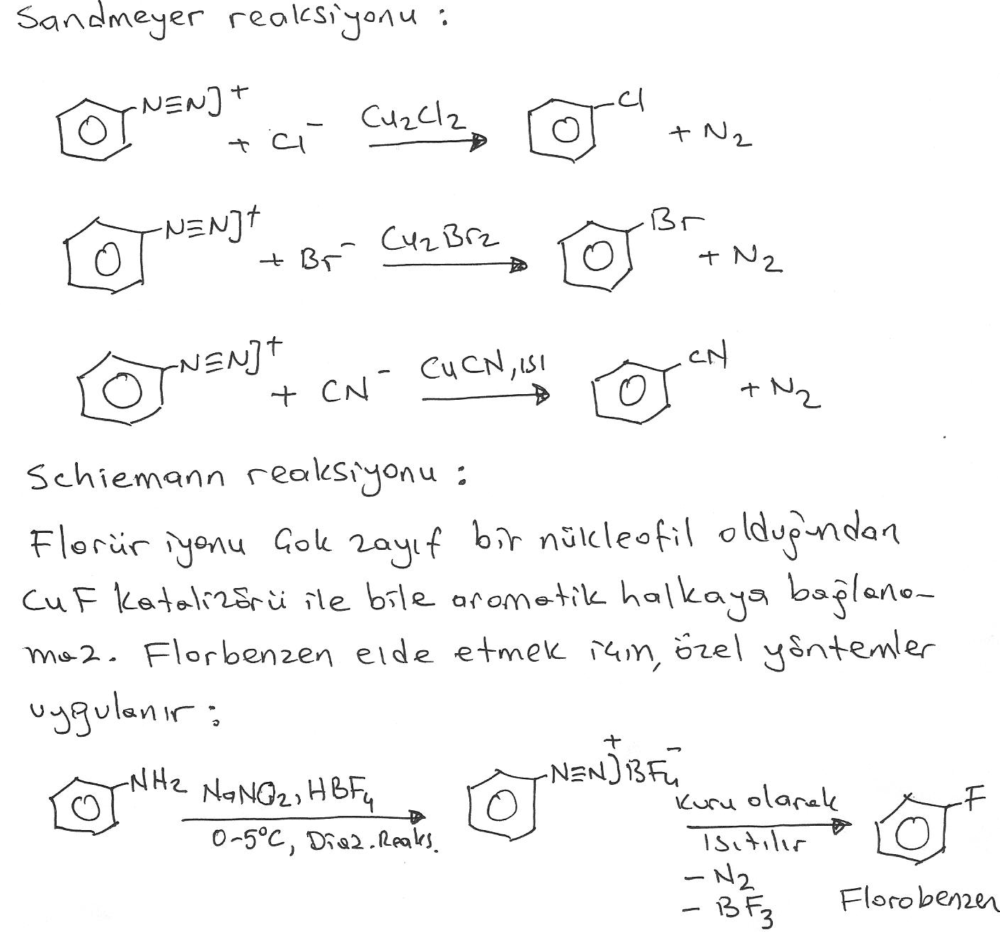 Sandmeyer reaksiyonu :
N≡N]+ + Cl- Cu2Cl2 Cl + N2
N≡N]+ + Br- Cu2Br2 Br + N2
N≡N]+ + CN- CuCN, ısı CN + N2
Schiemann reaksiyonu :
Florür iyonu çok zayıf bir nükleofil olduğundan
CuF katalizörü ile bile aromatik halkaya bağlana-
maz. Florbenzen elde etmek için, özel yöntemler
uygulanır :
NH2 NaNO2, HBF4 N≡N]+ BF4- Kuru olarak F
0-5°C, Diaz. Reaks. Isıtılır
- N2
- BF3 Florobenzen